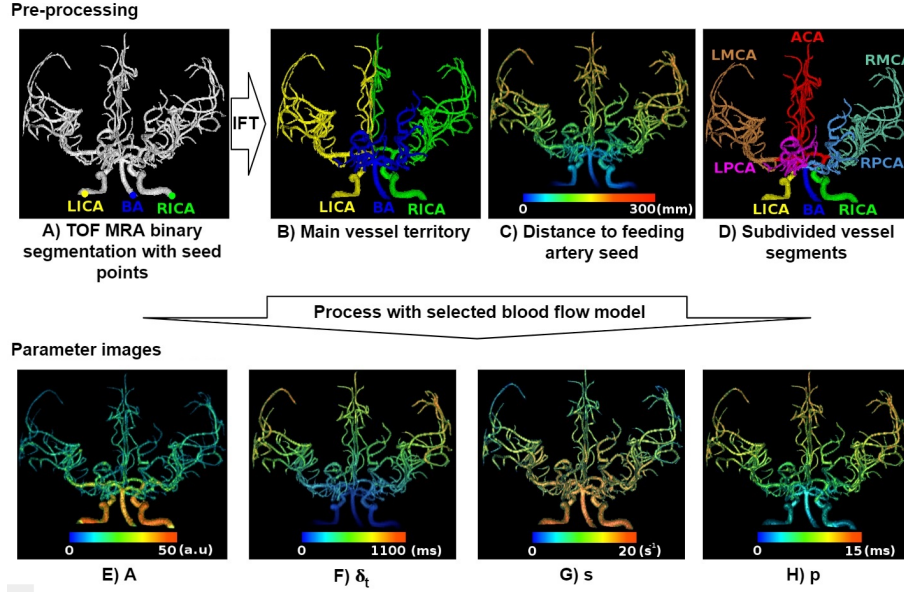 Pre-processing
LICA BA RICA
IFT
LICA BA RICA
0 300(mm)
ACA
LMCA RMCA
LPCA RPCA
LICA BA RICA
A) TOF MRA binary
segmentation with seed
points
B) Main vessel territory
C) Distance to feeding
artery seed
D) Subdivided vessel
segments
Process with selected blood flow model
Parameter images
0 50(a.u)
0 1100 (ms)
0 20(s⁻¹)
0 15(ms)
E) A
F) δt
G) s
H) p